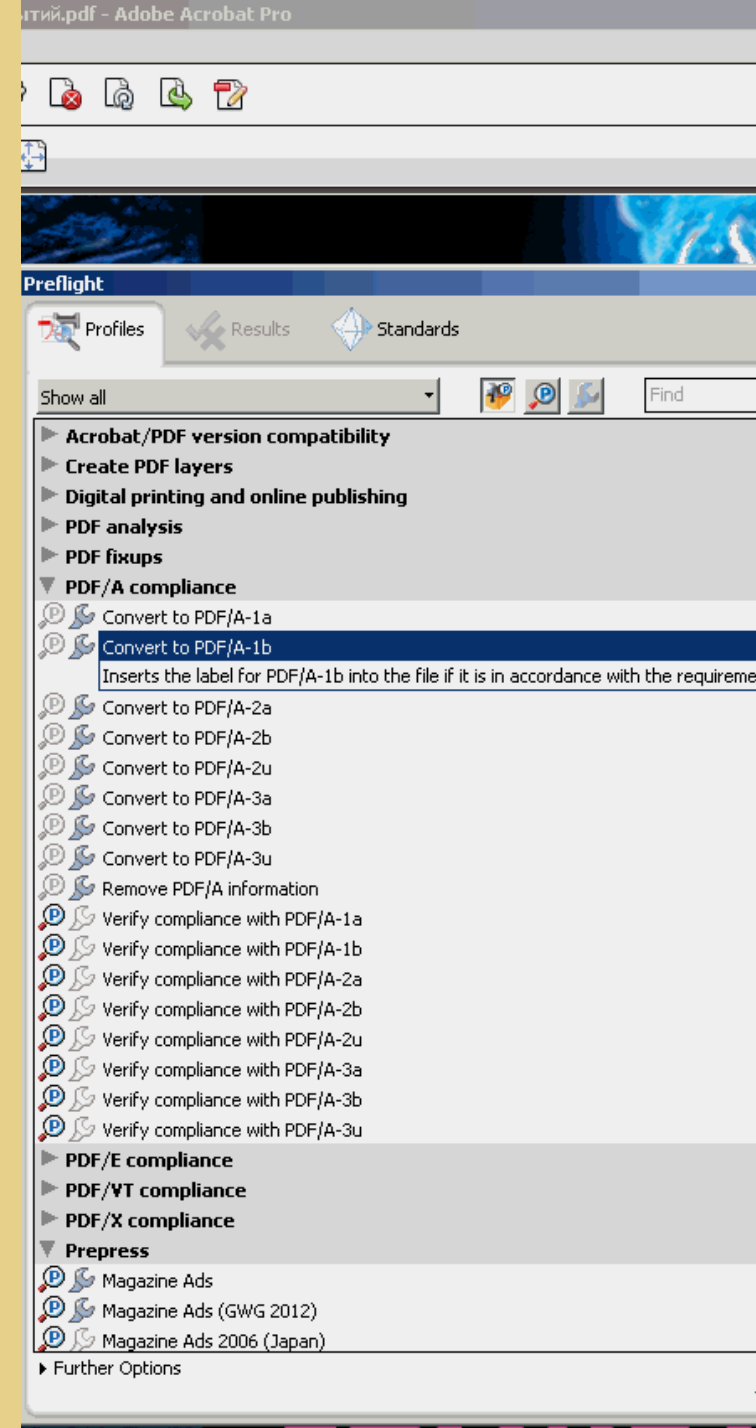 ытий.pdf - Adobe Acrobat Pro
Preflight
Profiles Results Standards
Show all Find
Acrobat/PDF version compatibility
Create PDF layers
Digital printing and online publishing
PDF analysis
PDF fixups
PDF/A compliance
Convert to PDF/A-1a
Convert to PDF/A-1b
Inserts the label for PDF/A-1b into the file if it is in accordance with the requireme
Convert to PDF/A-2a
Convert to PDF/A-2b
Convert to PDF/A-2u
Convert to PDF/A-3a
Convert to PDF/A-3b
Convert to PDF/A-3u
Remove PDF/A information
Verify compliance with PDF/A-1a
Verify compliance with PDF/A-1b
Verify compliance with PDF/A-2a
Verify compliance with PDF/A-2b
Verify compliance with PDF/A-2u
Verify compliance with PDF/A-3a
Verify compliance with PDF/A-3b
Verify compliance with PDF/A-3u
PDF/E compliance
PDF/VT compliance
PDF/X compliance
Prepress
Magazine Ads
Magazine Ads (GWG 2012)
Magazine Ads 2006 (Japan)
Further Options